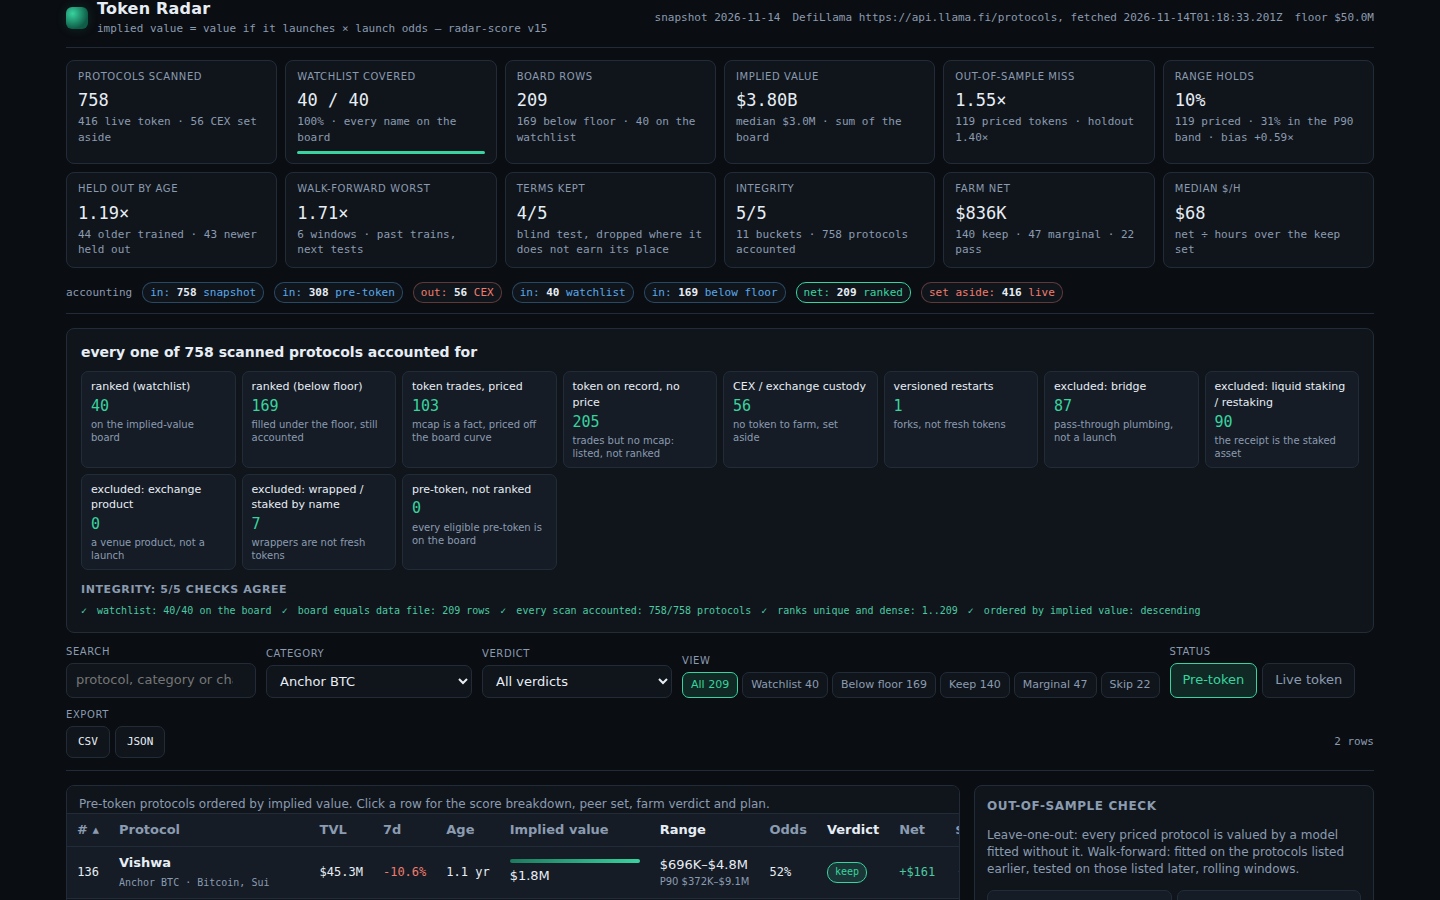 Token Radar
implied value = value if it launches × launch odds — radar-score v15
snapshot 2026-11-14 DefiLlama https://api.llama.fi/protocols, fetched 2026-11-14T01:18:33.201Z floor $50.0M
PROTOCOLS SCANNED
758
416 live token · 56 CEX set
aside
WATCHLIST COVERED
40 / 40
100% · every name on the
board
BOARD ROWS
209
169 below floor · 40 on the
watchlist
IMPLIED VALUE
$3.80B
median $3.0M · sum of the
board
OUT-OF-SAMPLE MISS
1.55×
119 priced tokens · holdout
1.40×
RANGE HOLDS
10%
119 priced · 31% in the P90
band · bias +0.59×
HELD OUT BY AGE
1.19×
44 older trained · 43 newer
held out
WALK-FORWARD WORST
1.71×
6 windows · past trains,
next tests
TERMS KEPT
4/5
blind test, dropped where it
does not earn its place
INTEGRITY
5/5
11 buckets · 758 protocols
accounted
FARM NET
$836K
140 keep · 47 marginal · 22
pass
MEDIAN $/H
$68
net ÷ hours over the keep
set
accounting in: 758 snapshot in: 308 pre-token out: 56 CEX in: 40 watchlist in: 169 below floor net: 209 ranked set aside: 416 live
every one of 758 scanned protocols accounted for
ranked (watchlist)
40
on the implied-value
board
ranked (below floor)
169
filled under the floor, still
accounted
token trades, priced
103
mcap is a fact, priced off
the board curve
token on record, no
price
205
trades but no mcap:
listed, not ranked
CEX / exchange custody
56
no token to farm, set
aside
versioned restarts
1
forks, not fresh tokens
excluded: bridge
87
pass-through plumbing,
not a launch
excluded: liquid staking
/ restaking
90
the receipt is the staked
asset
excluded: exchange
product
0
a venue product, not a
launch
excluded: wrapped /
staked by name
7
wrappers are not fresh
tokens
pre-token, not ranked
0
every eligible pre-token is
on the board
INTEGRITY: 5/5 CHECKS AGREE
✓ watchlist: 40/40 on the board ✓ board equals data file: 209 rows ✓ every scan accounted: 758/758 protocols ✓ ranks unique and dense: 1..209 ✓ ordered by implied value: descending
SEARCH
protocol, category or ch
CATEGORY
Anchor BTC
VERDICT
All verdicts
VIEW
All 209 Watchlist 40 Below floor 169 Keep 140 Marginal 47 Skip 22
STATUS
Pre-token Live token
EXPORT
CSV JSON
2 rows
Pre-token protocols ordered by implied value. Click a row for the score breakdown, peer set, farm verdict and plan.
# ▲ Protocol TVL 7d Age Implied value Range Odds Verdict Net
136 Vishwa $45.3M -10.6% 1.1 yr $1.8M $696K–$4.8M 52% keep +$161
Anchor BTC · Bitcoin, Sui P90 $372K–$9.1M
OUT-OF-SAMPLE CHECK
Leave-one-out: every priced protocol is valued by a model
fitted without it. Walk-forward: fitted on the protocols listed
earlier, tested on those listed later, rolling windows.